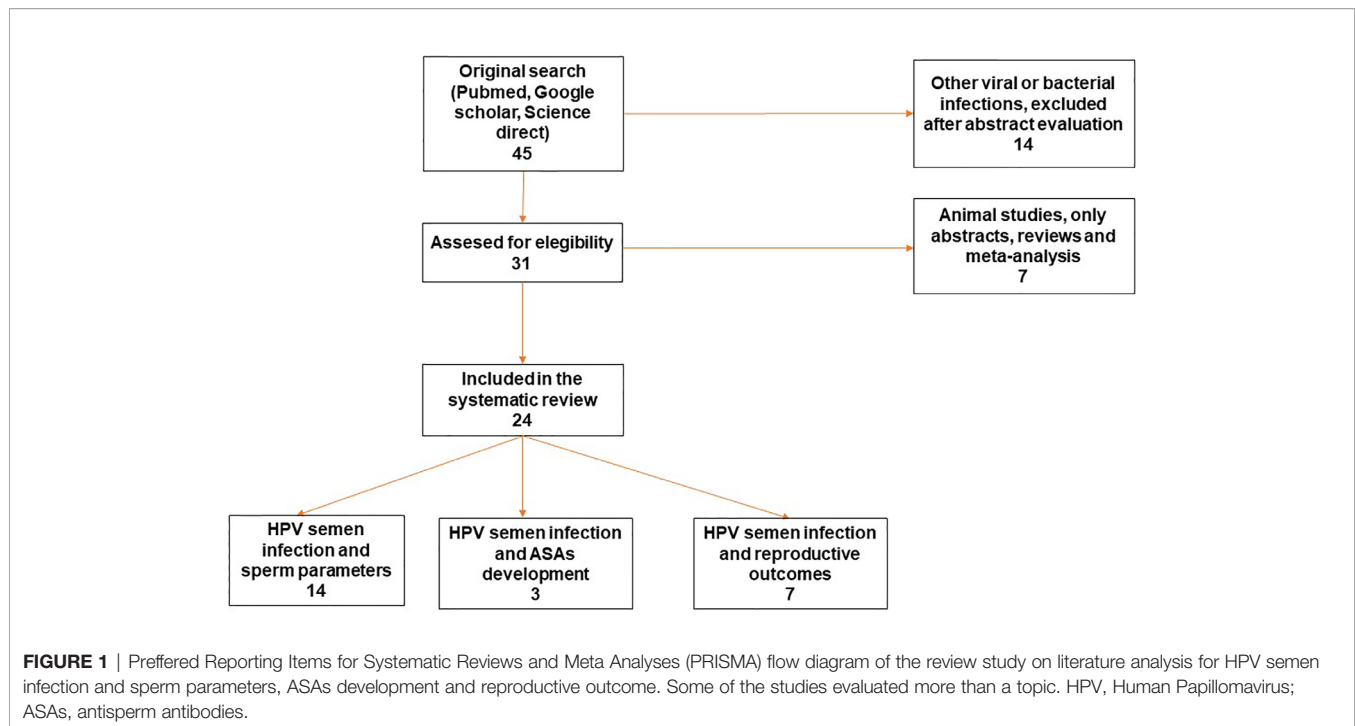 Original search
(Pubmed, Google
scholar, Science
direct)
45
Other viral or bacterial
infections, excluded
after abstract evaluation
14
Assesed for elegibility
31
Animal studies, only
abstracts, reviews and
meta-analysis
7
Included in the
systematic review
24
HPV semen
infection and
sperm parameters
14
HPV semen infection
and ASAs
development
3
HPV semen infection
and reproductive
outcomes
7
FIGURE 1 | Preffered Reporting Items for Systematic Reviews and Meta Analyses (PRISMA) flow diagram of the review study on literature analysis for HPV semen
infection and sperm parameters, ASAs development and reproductive outcome. Some of the studies evaluated more than a topic. HPV, Human Papillomavirus;
ASAs, antisperm antibodies.